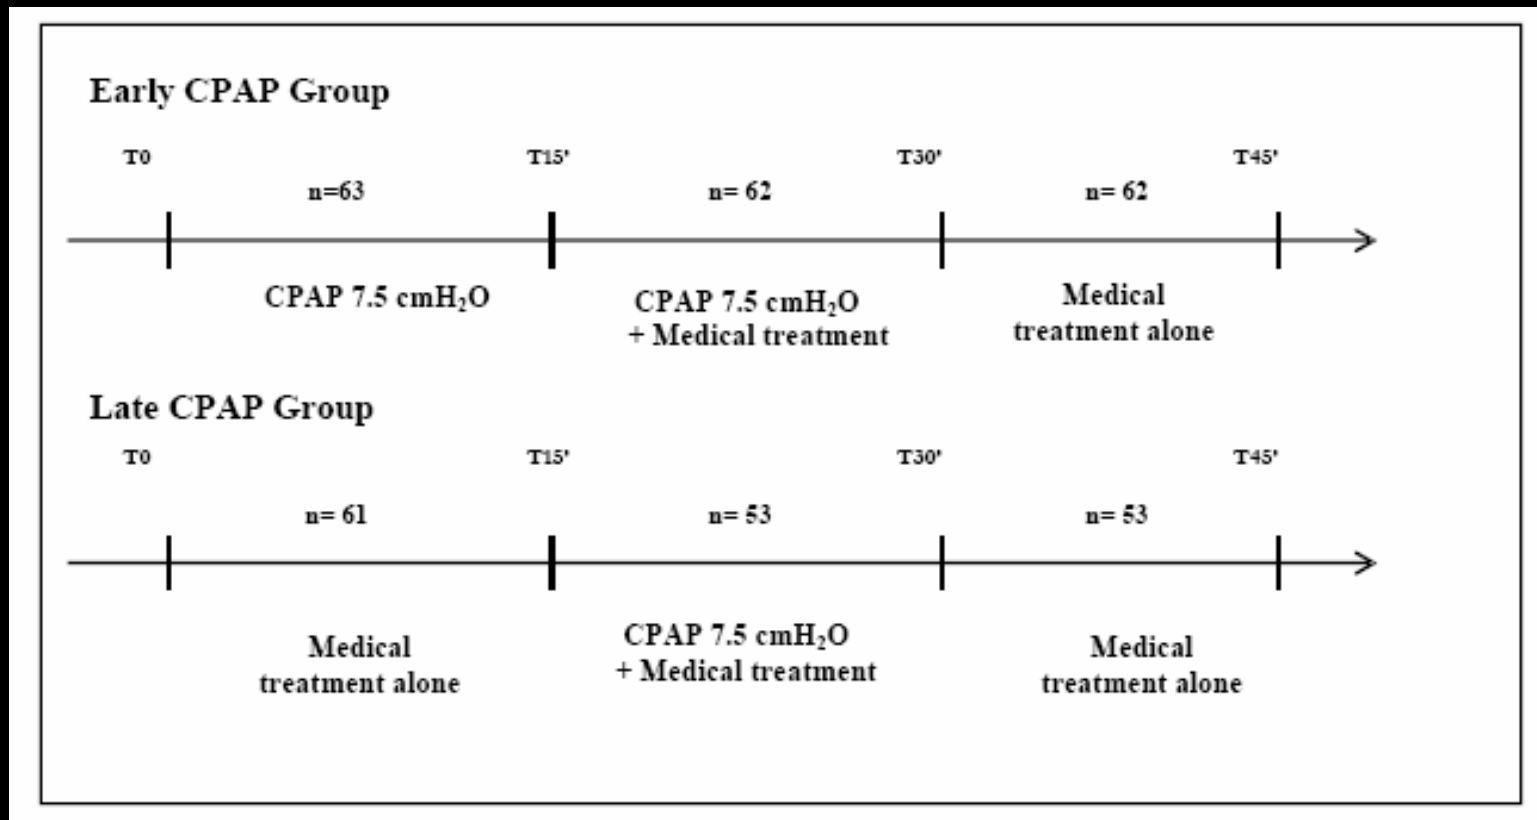 Early CPAP Group
T0 T15' T30' T45'
n=63 n= 62 n= 62
CPAP 7.5 cmH₂O
CPAP 7.5 cmH₂O
+ Medical treatment
Medical
treatment alone
Late CPAP Group
T0 T15' T30' T45'
n= 61 n= 53 n= 53
Medical
treatment alone
CPAP 7.5 cmH₂O
+ Medical treatment
Medical
treatment alone